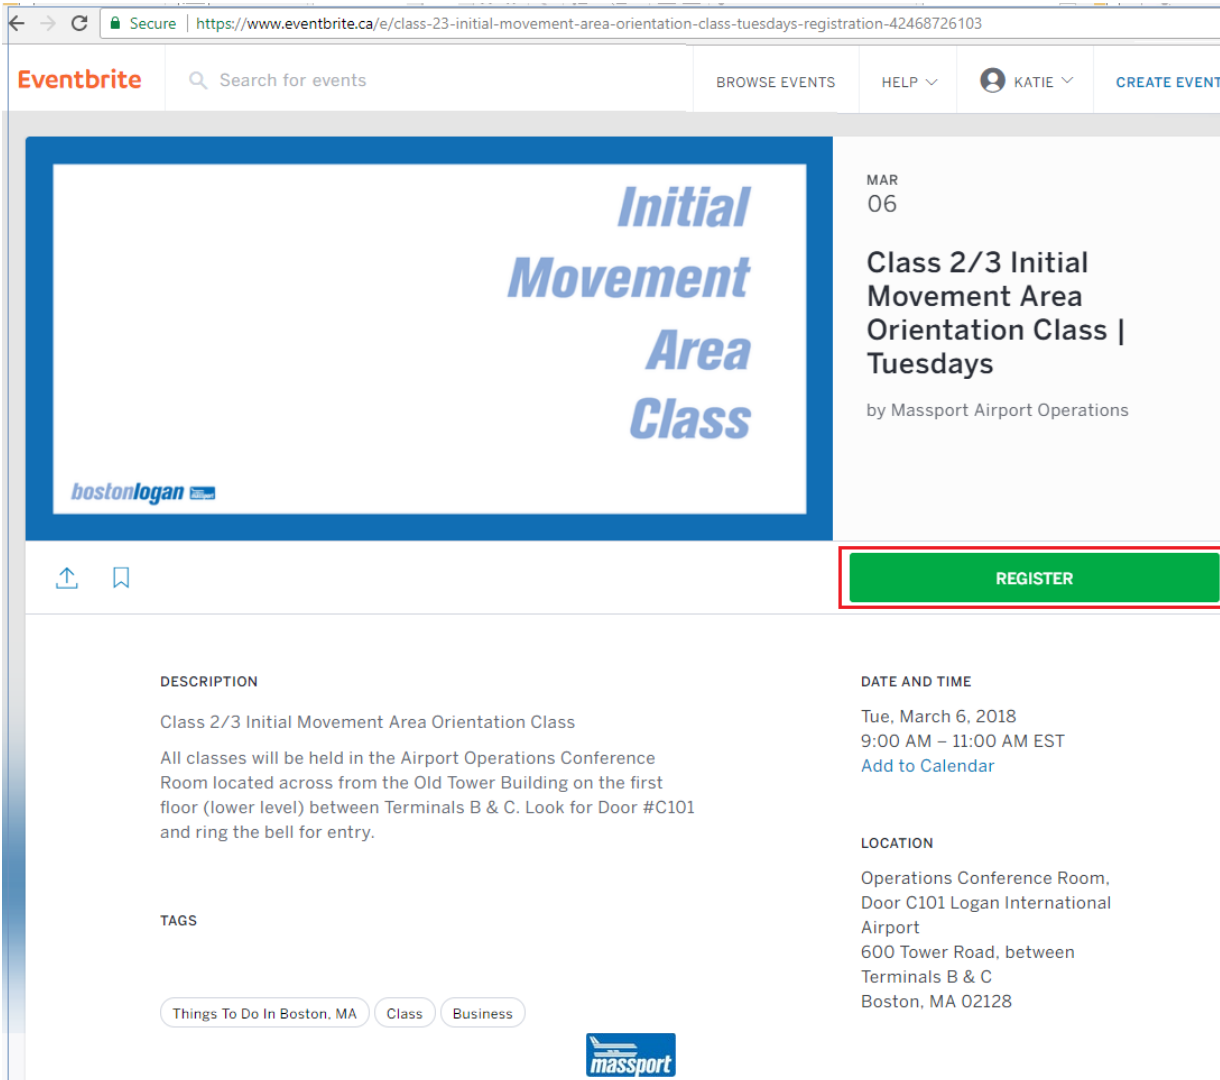 Secure | https://www.eventbrite.ca/e/class-23-initial-movement-area-orientation-class-tuesdays-registration-42468726103
Eventbrite
Search for events
BROWSE EVENTS
HELP
KATIE
CREATE EVENT
Initial
Movement
Area
Class
bostonlogan
MAR
06
Class 2/3 Initial
Movement Area
Orientation Class |
Tuesdays
by Massport Airport Operations
REGISTER
DESCRIPTION
Class 2/3 Initial Movement Area Orientation Class
All classes will be held in the Airport Operations Conference
Room located across from the Old Tower Building on the first
floor (lower level) between Terminals B & C. Look for Door #C101
and ring the bell for entry.
TAGS
Things To Do In Boston, MA
Class
Business
DATE AND TIME
Tue, March 6, 2018
9:00 AM – 11:00 AM EST
Add to Calendar
LOCATION
Operations Conference Room,
Door C101 Logan International
Airport
600 Tower Road, between
Terminals B & C
Boston, MA 02128
massport